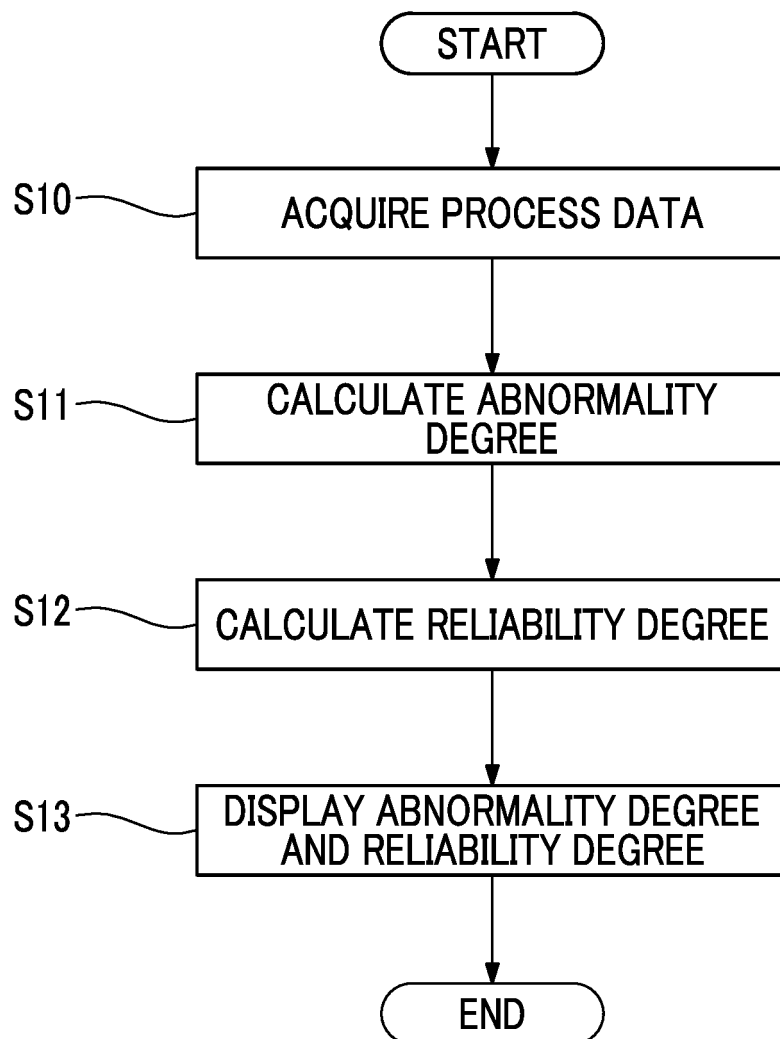 START
S10
ACQUIRE PROCESS DATA
S11
CALCULATE ABNORMALITY
DEGREE
S12
CALCULATE RELIABILITY DEGREE
S13
DISPLAY ABNORMALITY DEGREE
AND RELIABILITY DEGREE
END